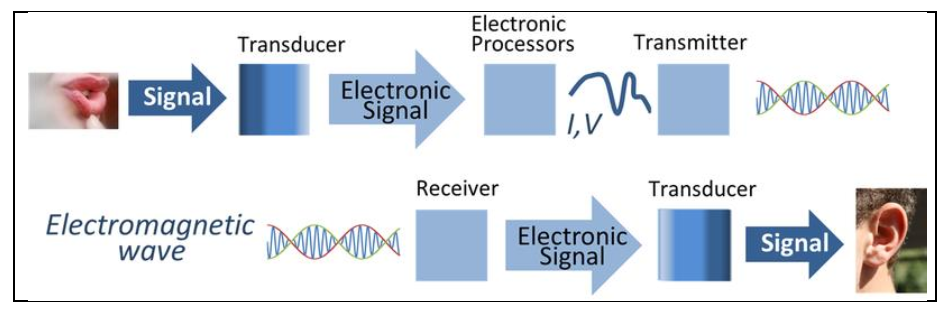 Electronic
Processors
Transducer
Transmitter
Signal
Electronic
Signal
I,V
Receiver
Transducer
Electromagnetic
wave
Electronic
Signal
Signal